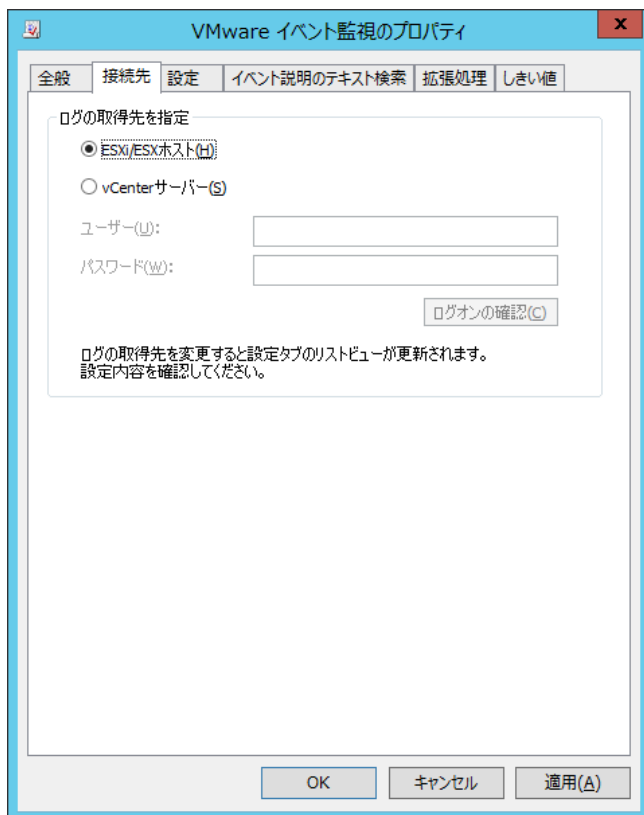 VMware イベント監視のプロパティ
x
全般 接続先 設定 イベント説明のテキスト検索 拡張処理 しきい値
ログの取得先を指定
ESXi/ESXホスト(H)
vCenterサーバー(S)
ユーザー(U):
パスワード(W):
ログオンの確認(C)
ログの取得先を変更すると設定タブのリストビューが更新されます。
設定内容を確認してください。
OK キャンセル 適用(A)